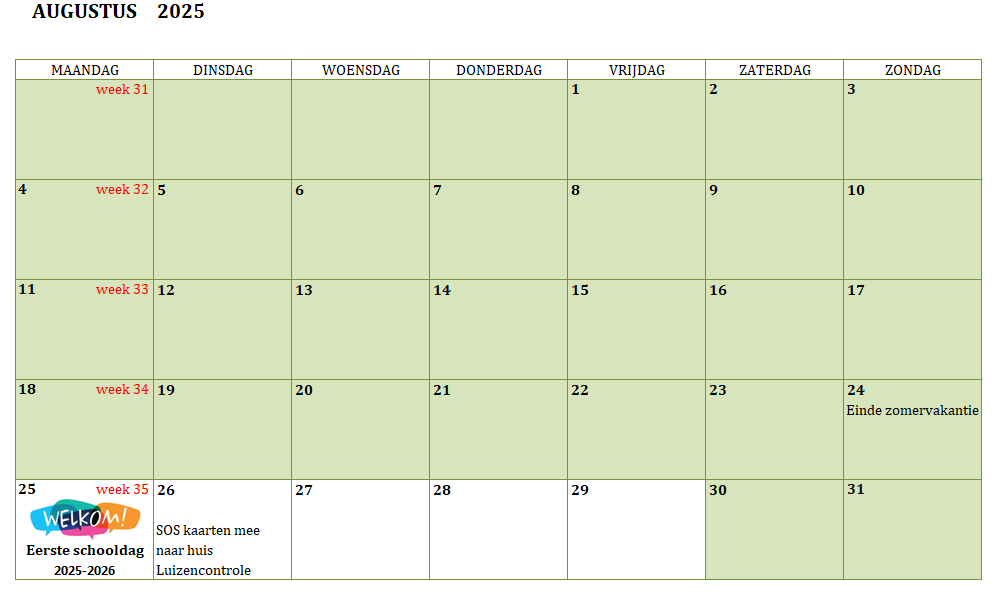 AUGUSTUS 2025
MAANDAG DINSDAG WOENSDAG DONDERDAG VRIJDAG ZATERDAG ZONDAG
week 31 1 2 3
4 week 32 5 6 7 8 9 10
11 week 33 12 13 14 15 16 17
18 week 34 19 20 21 22 23 24
Einde zomervakantie
25 week 35 26 27 28 29 30 31
WELKOM!
Eerste schooldag
2025-2026
SOS kaarten mee
naar huis
Luizencontrole